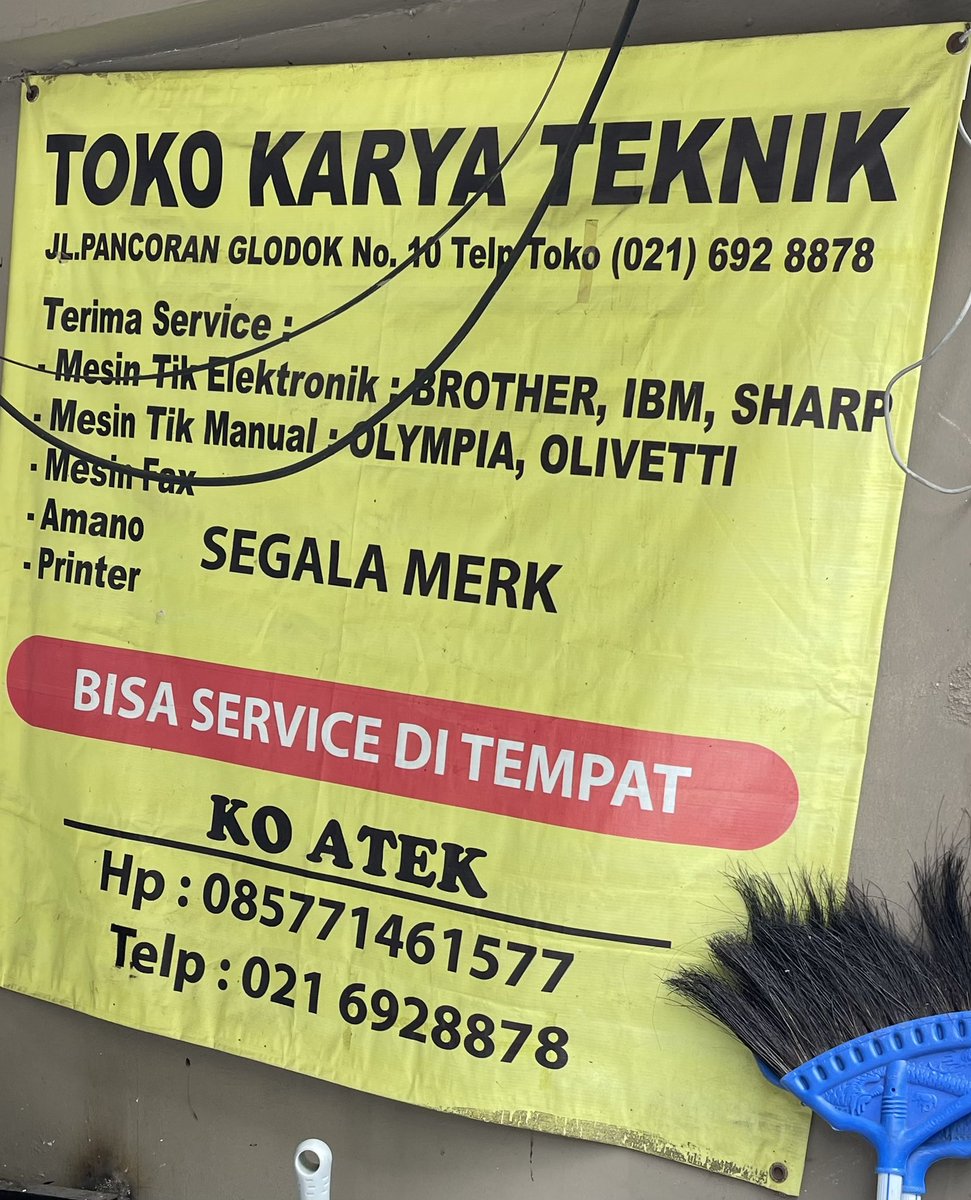 TOKO KARYA TEKNIK
JL.PANCORAN GLODOK No. 10 Telp Toko (021) 692 8878
Terima Service :
- Mesin Tik Elektronik : BROTHER, IBM, SHARP
- Mesin Tik Manual : OLYMPIA, OLIVETTI
- Mesin Fax
- Amano
- Printer
SEGALA MERK
BISA SERVICE DI TEMPAT
KO ATEK
Hp : 085771461577
Telp : 021 6928878